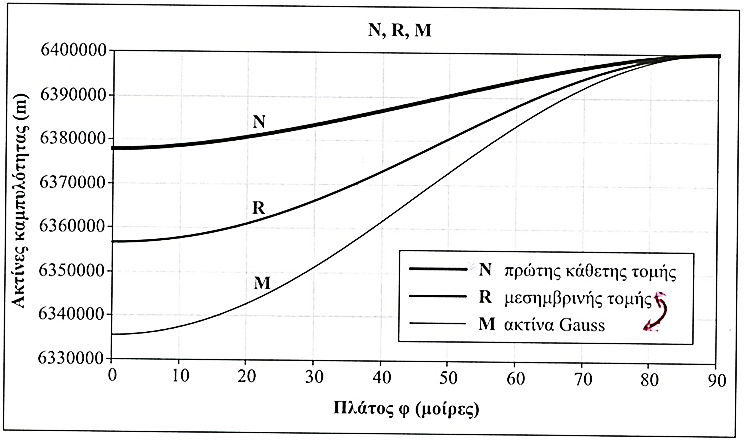 N, R, M
Ακτίνες καμπυλότητας (m)
6400000
6390000
6380000
6370000
6360000
6350000
6340000
6330000
N
R
M
N πρώτης κάθετης τομής
R μεσημβρινής τομής
M ακτίνα Gauss
0 10 20 30 40 50 60 70 80 90
Πλάτος φ (μοίρες)